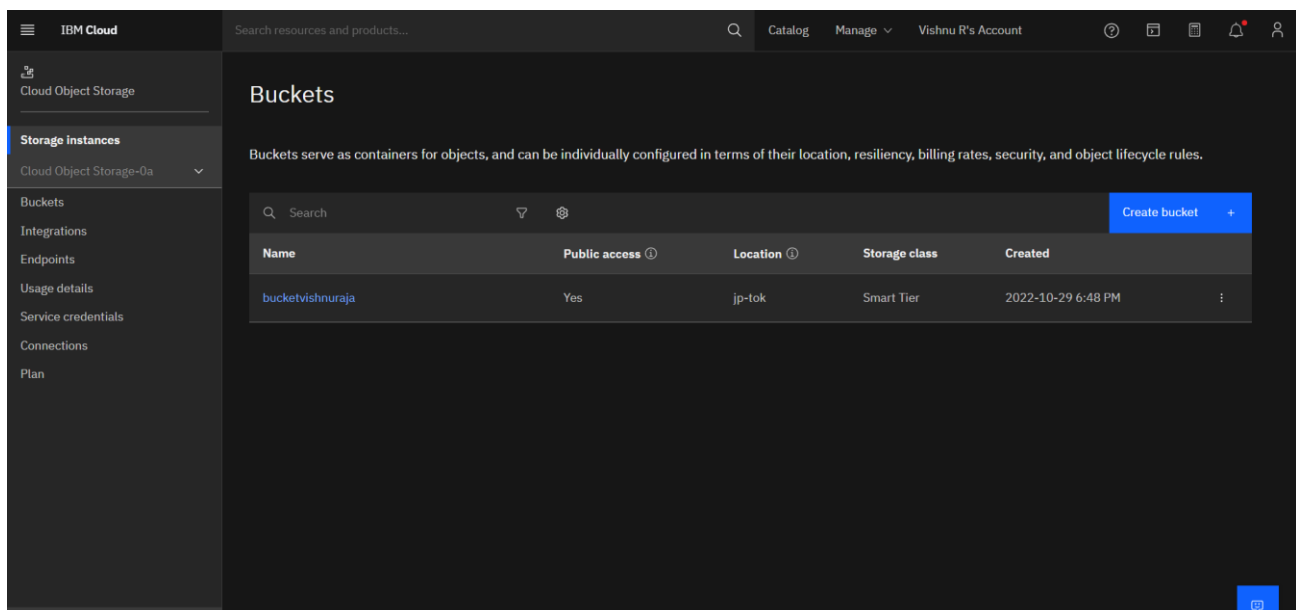 IBM Cloud
Search resources and products...
Catalog
Manage
Vishnu R's Account
Cloud Object Storage
Storage instances
Cloud Object Storage-0a
Buckets
Integrations
Endpoints
Usage details
Service credentials
Connections
Plan
Buckets
Buckets serve as containers for objects, and can be individually configured in terms of their location, resiliency, billing rates, security, and object lifecycle rules.
Search
Create bucket +
Name Public access Location Storage class Created
bucketvishnuraja Yes jp-tok Smart Tier 2022-10-29 6:48 PM